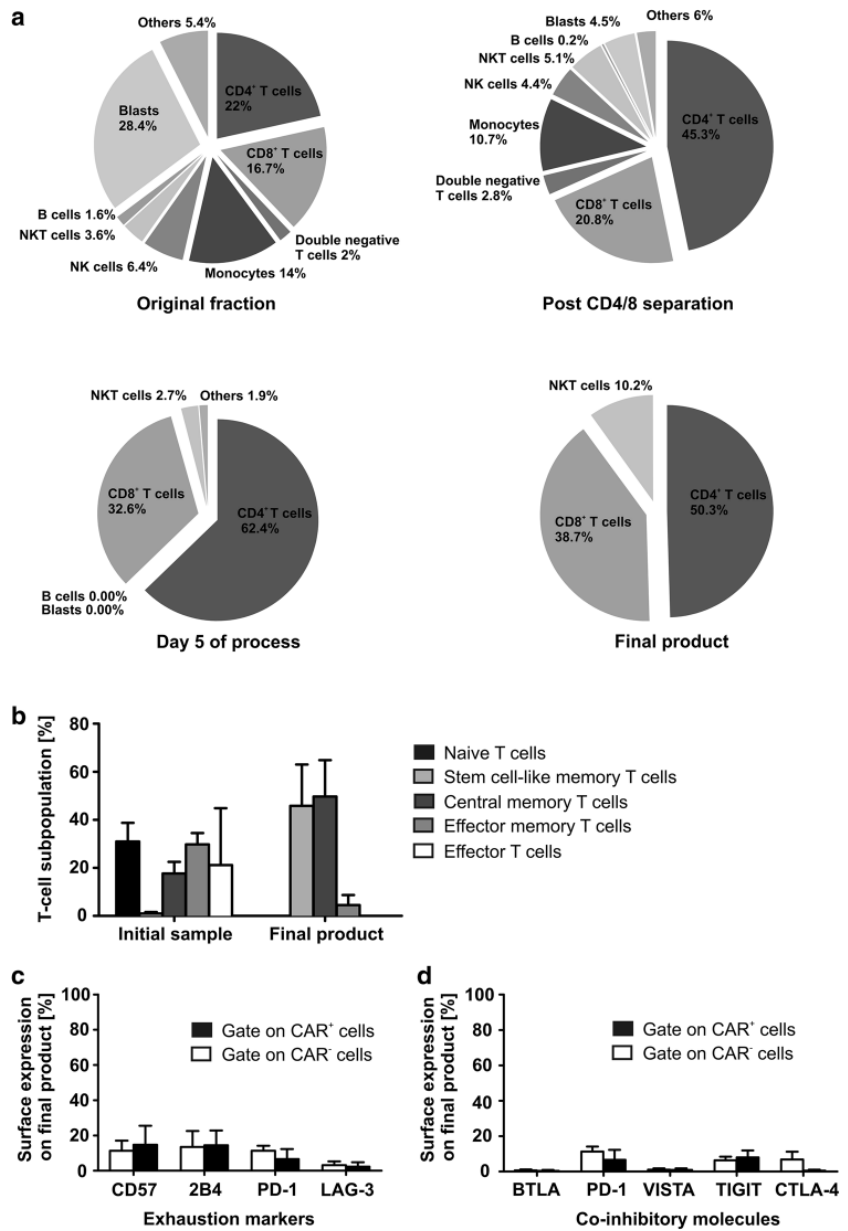 a
Others 5.4%
CD4⁺ T cells
22%
CD8⁺ T cells
16.7%
Double negative
T cells 2%
Monocytes 14%
NK cells 6.4%
NKT cells 3.6%
B cells 1.6%
Blasts
28.4%
Original fraction
Blasts 4.5%
Others 6%
B cells 0.2%
NKT cells 5.1%
NK cells 4.4%
Monocytes
10.7%
Double negative
T cells 2.8%
CD8⁺ T cells
20.8%
CD4⁺ T cells
45.3%
Post CD4/8 separation
NKT cells 2.7%
Others 1.9%
CD8⁺ T cells
32.6%
CD4⁺ T cells
62.4%
B cells 0.00%
Blasts 0.00%
Day 5 of process
NKT cells 10.2%
CD8⁺ T cells
38.7%
CD4⁺ T cells
50.3%
Final product
b
T-cell subpopulation [%]
80
60
40
20
0
Initial sample
Final product
Naive T cells
Stem cell-like memory T cells
Central memory T cells
Effector memory T cells
Effector T cells
c
Surface expression
on final product [%]
100
80
60
40
20
0
Gate on CAR⁺ cells
Gate on CAR⁻ cells
CD57
2B4
PD-1
LAG-3
Exhaustion markers
d
Surface expression
on final product [%]
100
80
60
40
20
0
Gate on CAR⁺ cells
Gate on CAR⁻ cells
BTLA
PD-1
VISTA
TIGIT
CTLA-4
Co-inhibitory molecules